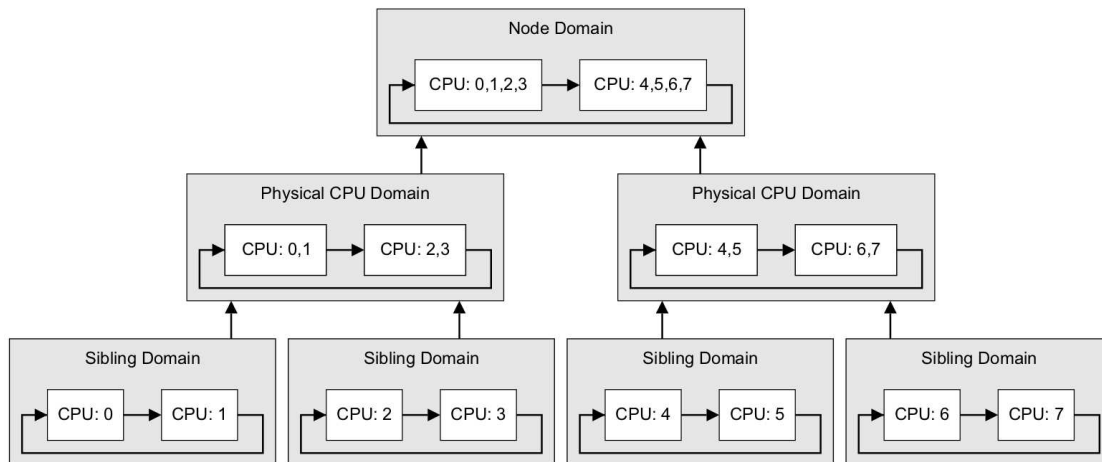 Node Domain
CPU: 0,1,2,3
CPU: 4,5,6,7
Physical CPU Domain
CPU: 0,1
CPU: 2,3
Physical CPU Domain
CPU: 4,5
CPU: 6,7
Sibling Domain
CPU: 0
CPU: 1
Sibling Domain
CPU: 2
CPU: 3
Sibling Domain
CPU: 4
CPU: 5
Sibling Domain
CPU: 6
CPU: 7